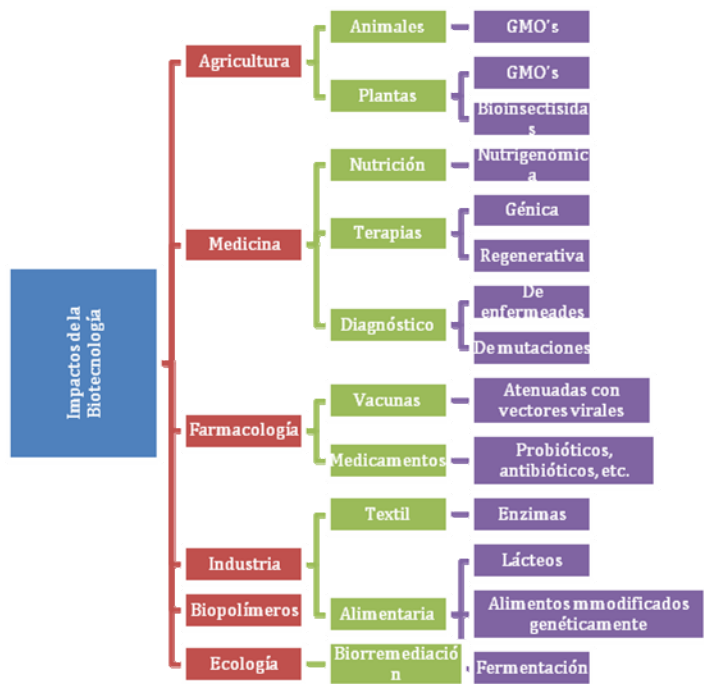 Impactos de la
Biotecnología
Agricultura
Animales
GMO's
Plantas
GMO's
Bioinsectisida
s
Medicina
Nutrición
Nutrigenómic
a
Terapias
Génica
Regenerativa
Diagnóstico
De
enfermeades
De mutaciones
Farmacología
Vacunas
Atenuadas con
vectores virales
Medicamentos
Probióticos,
antibióticos, etc.
Industria
Textil
Enzimas
Alimentaria
Lácteos
Alimentos mmodificados
genéticamente
Fermentación
Biopolímeros
Ecología
Biorremediació
n